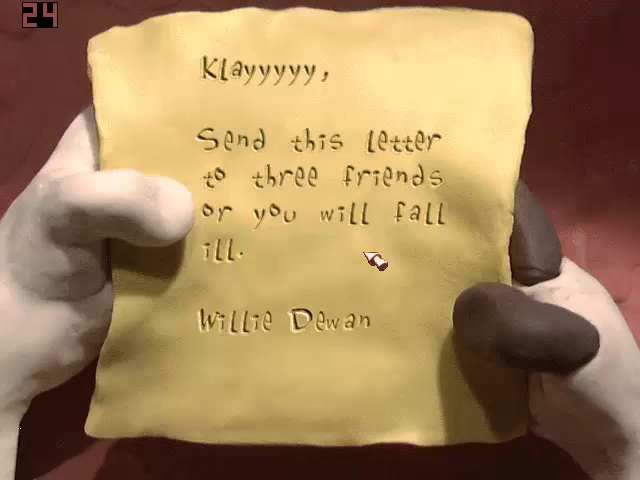 24
Klayyyyy,
Send this letter
to three friends
or you will fall
ill.
Willie Dewan